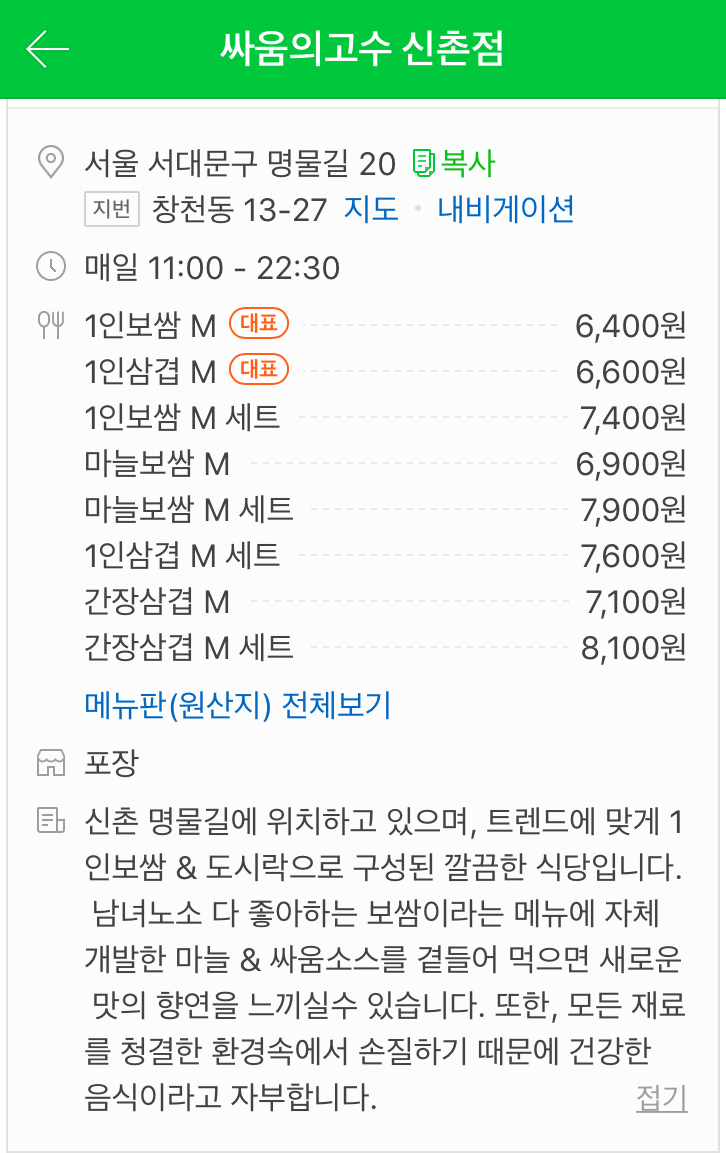 싸움의고수 신촌점
서울 서대문구 명물길 20 복사
지번 창천동 13-27 지도 · 내비게이션
매일 11:00 - 22:30
1인보쌈 M 대표 6,400원
1인삼겹 M 대표 6,600원
1인보쌈 M 세트 7,400원
마늘보쌈 M 6,900원
마늘보쌈 M 세트 7,900원
1인삼겹 M 세트 7,600원
간장삼겹 M 7,100원
간장삼겹 M 세트 8,100원
메뉴판(원산지) 전체보기
포장
신촌 명물길에 위치하고 있으며, 트렌드에 맞게 1
인보쌈 & 도시락으로 구성된 깔끔한 식당입니다.
남녀노소 다 좋아하는 보쌈이라는 메뉴에 자체
개발한 마늘 & 싸움소스를 곁들어 먹으면 새로운
맛의 향연을 느끼실수 있습니다. 또한, 모든 재료
를 청결한 환경속에서 손질하기 때문에 건강한
음식이라고 자부합니다. 접기